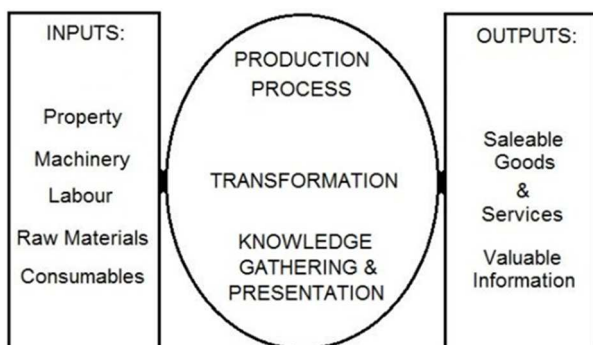 INPUTS:
Property
Machinery
Labour
Raw Materials
Consumables
PRODUCTION
PROCESS
TRANSFORMATION
KNOWLEDGE
GATHERING &
PRESENTATION
OUTPUTS:
Saleable
Goods
&
Services
Valuable
Information